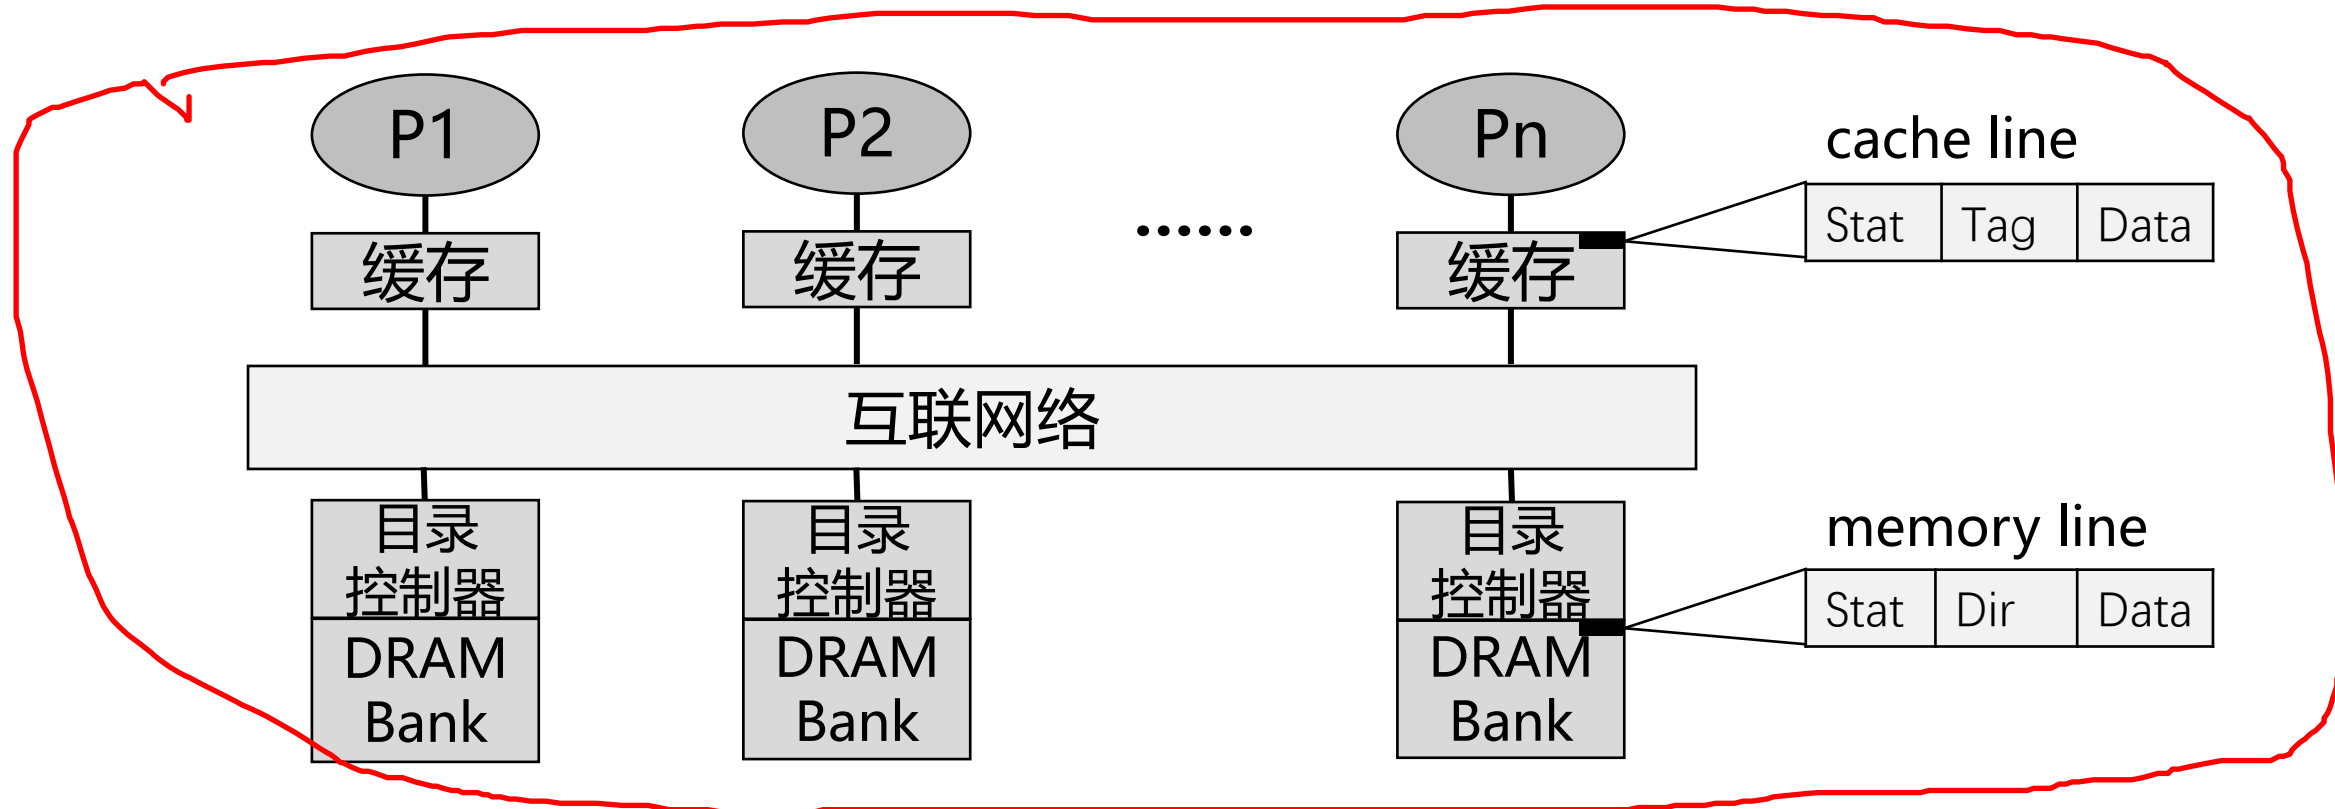 P1
P2
Pn
cache line
Stat Tag Data
缓存
缓存
······
缓存
互联网络
目录
控制器
DRAM
Bank
目录
控制器
DRAM
Bank
目录
控制器
DRAM
Bank
memory line
Stat Dir Data